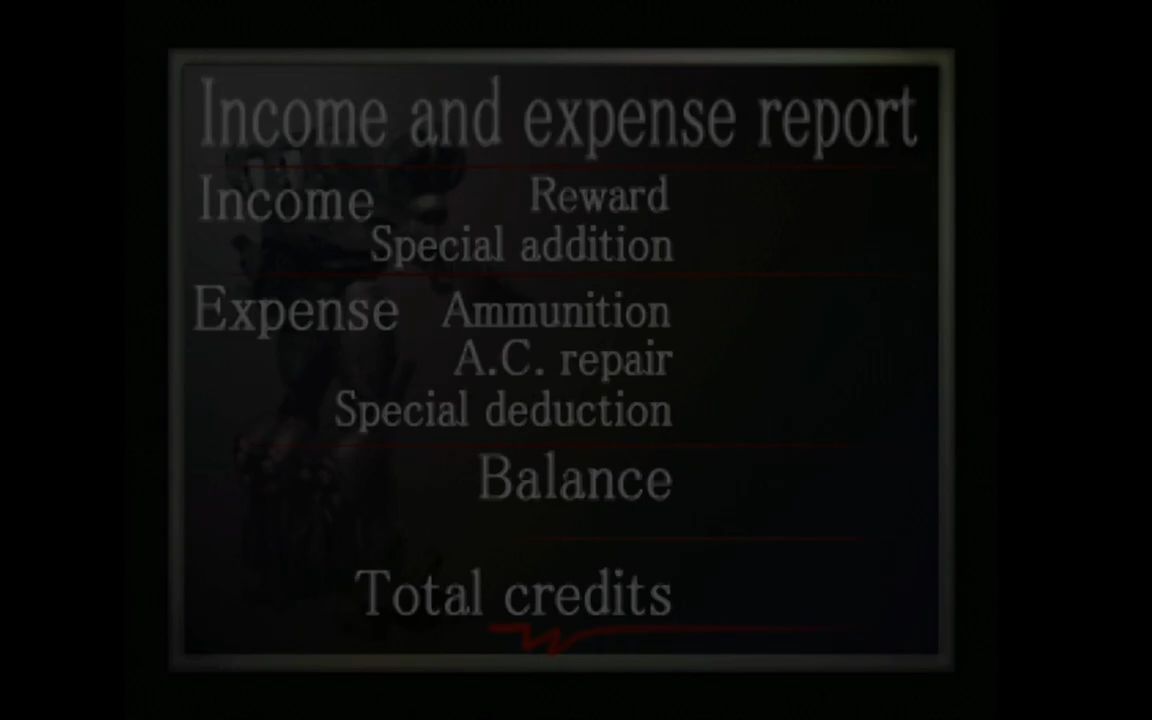 Income and expense report
Income Reward
Special addition
Expense Ammunition
A.C. repair
Special deduction
Balance
Total credits